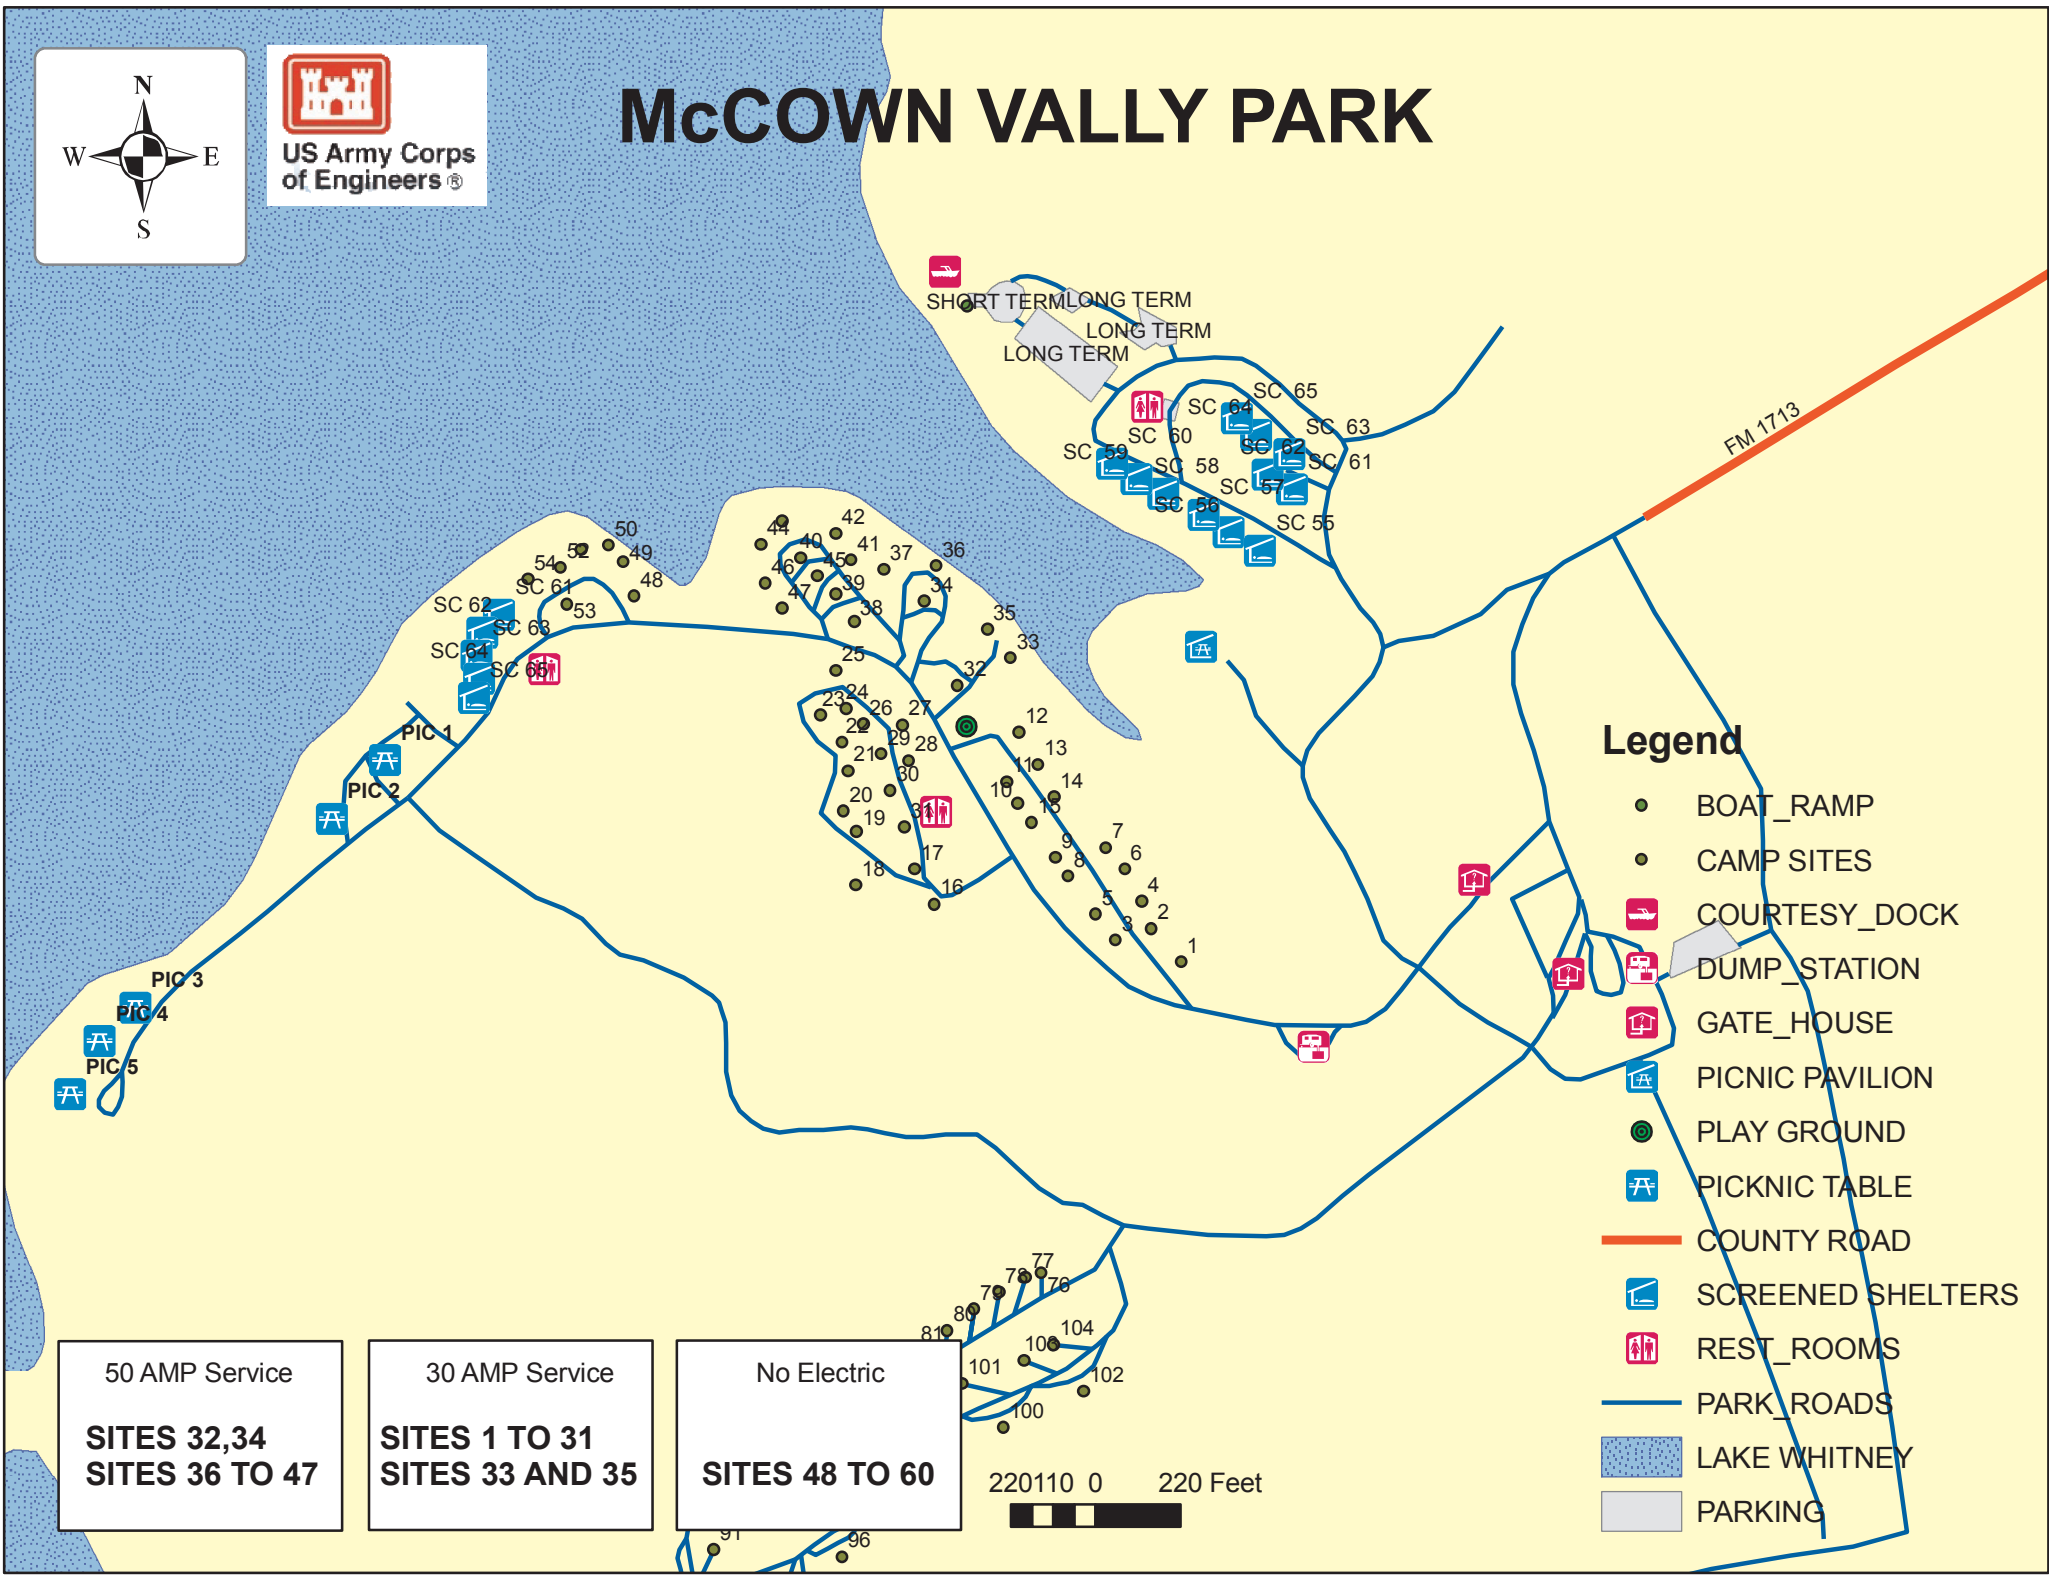 McCOWN VALLY PARK
N
W E
S
US Army Corps
of Engineers ®
SHORT TERM
LONG TERM
LONG TERM
LONG TERM
FM 1713
SC 65
SC 64
SC 63
SC 60
SC 62
SC 59
SC 61
SC 58
SC 57
SC 56
SC 55
50
52
49
54
48
SC 61
53
SC 62
SC 63
SC 64
SC 65
44
42
40
41
45
37
36
46
39
34
47
38
35
33
25
32
24
23
26
27
22
29
28
21
30
20
31
19
18
17
16
12
13
11
14
10
15
7
9
6
8
4
5
2
3
1
PIC 1
PIC 2
PIC 3
PIC 4
PIC 5
77
78
76
79
80
81
104
103
101
102
100
91
96
Legend
BOAT_RAMP
CAMP SITES
COURTESY_DOCK
DUMP_STATION
GATE_HOUSE
PICNIC PAVILION
PLAY GROUND
PICKNIC TABLE
COUNTY ROAD
SCREENED SHELTERS
REST_ROOMS
PARK_ROADS
LAKE WHITNEY
PARKING
50 AMP Service
SITES 32,34
SITES 36 TO 47
30 AMP Service
SITES 1 TO 31
SITES 33 AND 35
No Electric
SITES 48 TO 60
220110 0 220 Feet